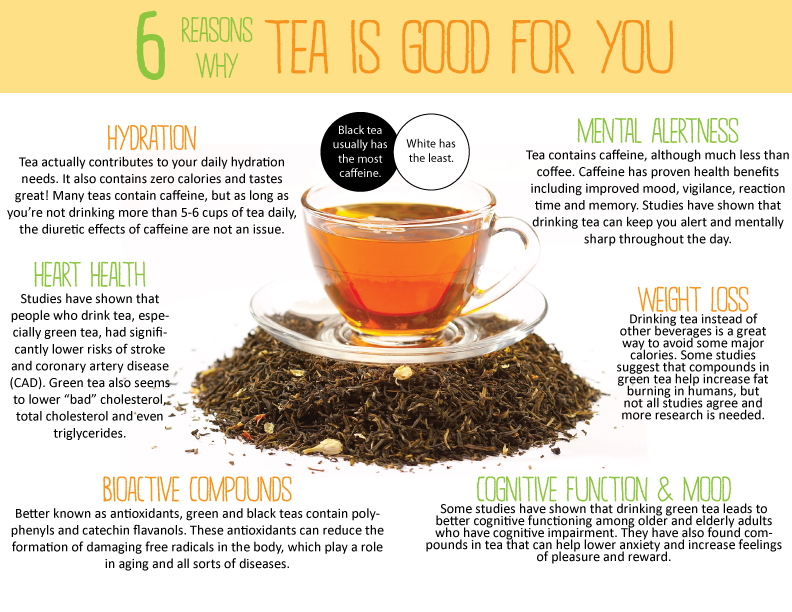 6 REASONS WHY TEA IS GOOD FOR YOU
HYDRATION
Tea actually contributes to your daily hydration
needs. It also contains zero calories and tastes
great! Many teas contain caffeine, but as long as
you're not drinking more than 5-6 cups of tea daily,
the diuretic effects of caffeine are not an issue.
Black tea
usually has
the most
caffeine.
White has
the least.
MENTAL ALERTNESS
Tea contains caffeine, although much less than
coffee. Caffeine has proven health benefits
including improved mood, vigilance, reaction
time and memory. Studies have shown that
drinking tea can keep you alert and mentally
sharp throughout the day.
HEART HEALTH
Studies have shown that
people who drink tea, espe-
cially green tea, had signifi-
cantly lower risks of stroke
and coronary artery disease
(CAD). Green tea also seems
to lower "bad" cholesterol,
total cholesterol and even
triglycerides.
WEIGHT LOSS
Drinking tea instead of
other beverages is a great
way to avoid some major
calories. Some studies
suggest that compounds in
green tea help increase fat
burning in humans, but
not all studies agree and
more research is needed.
BIOACTIVE COMPOUNDS
Better known as antioxidants, green and black teas contain poly-
phenyls and catechin flavanols. These antioxidants can reduce the
formation of damaging free radicals in the body, which play a role
in aging and all sorts of diseases.
COGNITIVE FUNCTION & MOOD
Some studies have shown that drinking green tea leads to
better cognitive functioning among older and elderly adults
who have cognitive impairment. They have also found com-
pounds in tea that can help lower anxiety and increase feelings
of pleasure and reward.